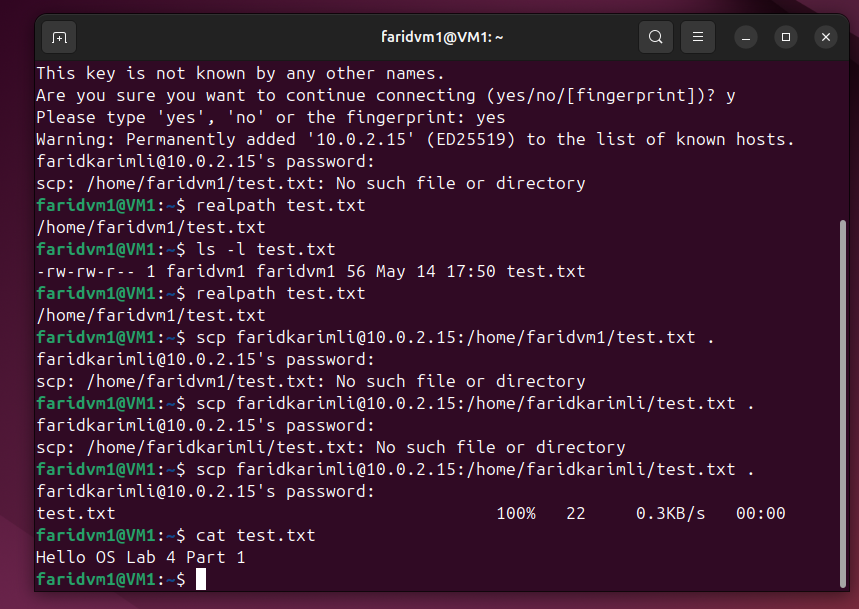 faridvm1@VM1: ~
This key is not known by any other names.
Are you sure you want to continue connecting (yes/no/[fingerprint])? y
Please type 'yes', 'no' or the fingerprint: yes
Warning: Permanently added '10.0.2.15' (ED25519) to the list of known hosts.
faridkarimli@10.0.2.15's password:
scp: /home/faridvm1/test.txt: No such file or directory
faridvm1@VM1:~$ realpath test.txt
/home/faridvm1/test.txt
faridvm1@VM1:~$ ls -l test.txt
-rw-rw-r-- 1 faridvm1 faridvm1 56 May 14 17:50 test.txt
faridvm1@VM1:~$ realpath test.txt
/home/faridvm1/test.txt
faridvm1@VM1:~$ scp faridkarimli@10.0.2.15:/home/faridvm1/test.txt .
faridkarimli@10.0.2.15's password:
scp: /home/faridvm1/test.txt: No such file or directory
faridvm1@VM1:~$ scp faridkarimli@10.0.2.15:/home/faridkarimli/test.txt .
faridkarimli@10.0.2.15's password:
scp: /home/faridkarimli/test.txt: No such file or directory
faridvm1@VM1:~$ scp faridkarimli@10.0.2.15:/home/faridkarimli/test.txt .
faridkarimli@10.0.2.15's password:
test.txt 100% 22 0.3KB/s 00:00
faridvm1@VM1:~$ cat test.txt
Hello OS Lab 4 Part 1
faridvm1@VM1:~$